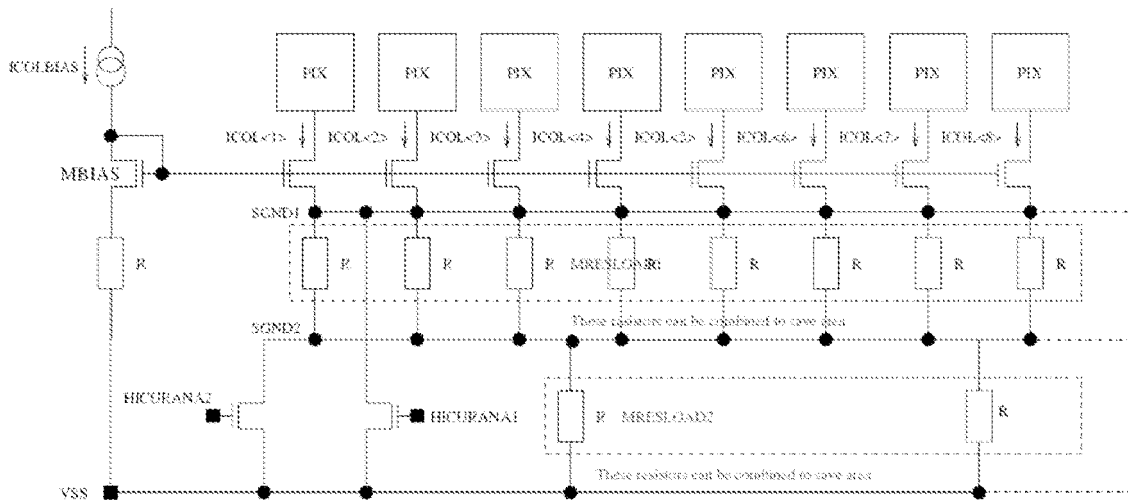 ICOLBIAS
PIX PIX PIX PIX PIX PIX PIX PIX
ICOL<1> ICOL<2> ICOL<3> ICOL<4> ICOL<5> ICOL<6> ICOL<7> ICOL<8>
MBIAS
SGND1
R R R R MRESLOAD1 R R R R R
These resistors can be combined to save area
SGND2
HICURANA2
HICURANA1
R MRESLOAD2 R
These resistors can be combined to save area
VSS